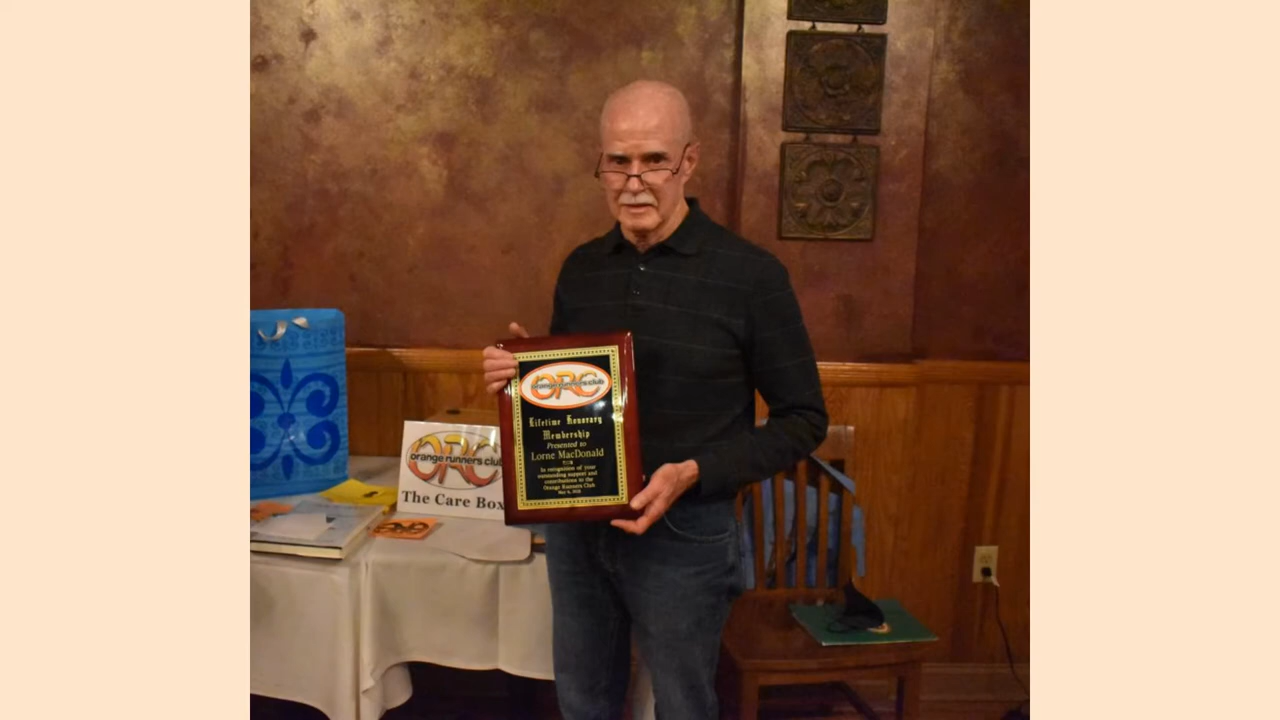 ORC
orange runners club
Lifetime Honorary
Membership
Presented to
Lorne MacDonald
In recognition of your
outstanding support and
contributions to the
Orange Runners Club
ORC
orange runners club
The Care Box